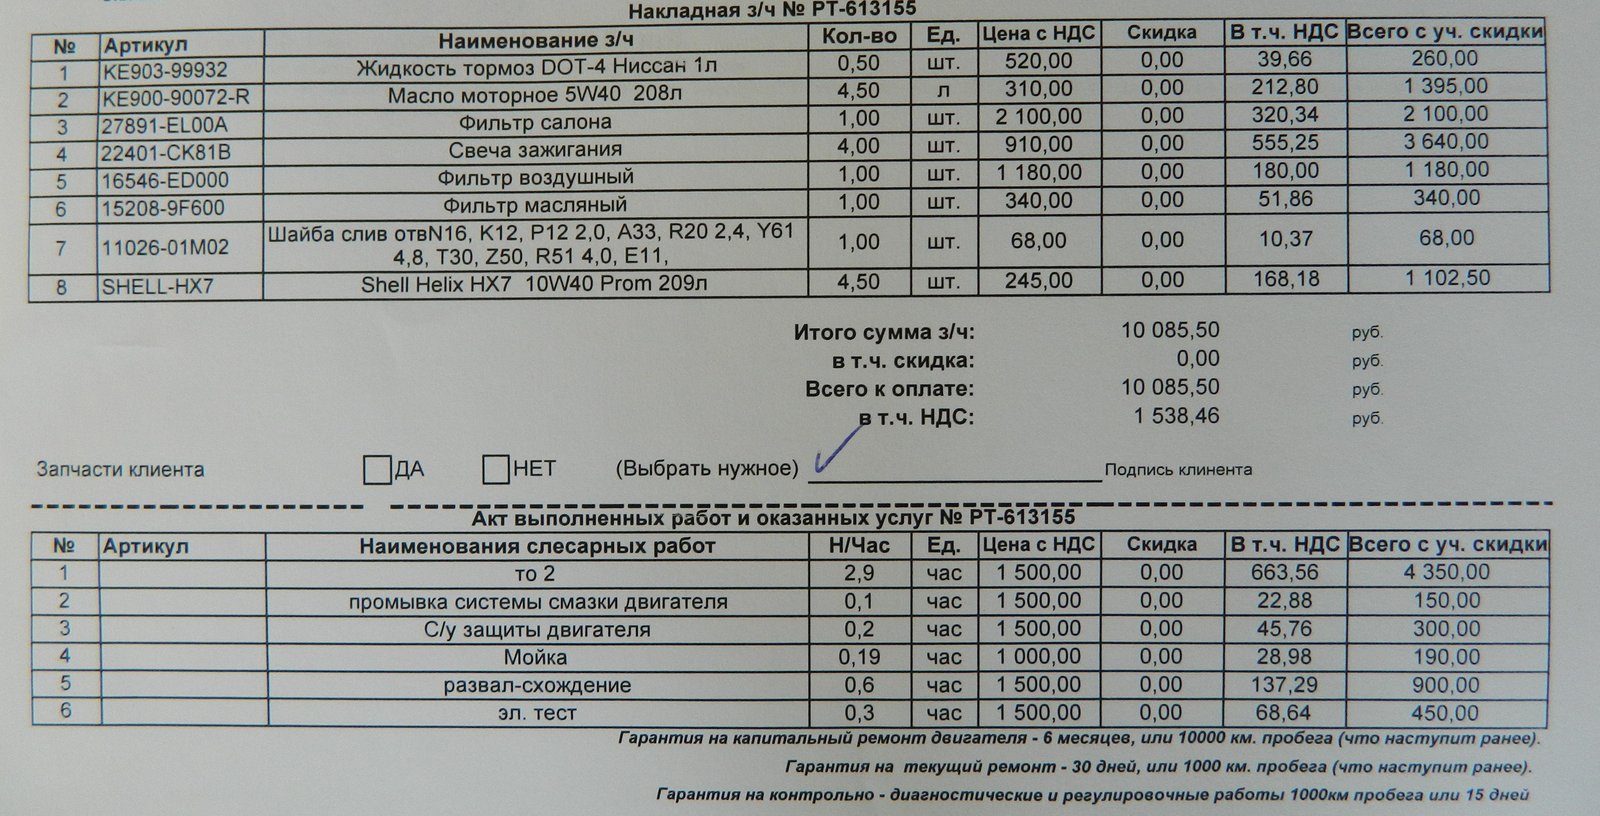 Накладная з/ч № РТ-613155
№ Артикул Наименование з/ч Кол-во Ед. Цена с НДС Скидка В т.ч. НДС Всего с уч. скидки
1 KE903-99932 Жидкость тормоз DOT-4 Ниссан 1л 0,50 шт. 520,00 0,00 39,66 260,00
2 KE900-90072-R Масло моторное 5W40 208л 4,50 л 310,00 0,00 212,80 1 395,00
3 27891-EL00A Фильтр салона 1,00 шт. 2 100,00 0,00 320,34 2 100,00
4 22401-CK81B Свеча зажигания 4,00 шт. 910,00 0,00 555,25 3 640,00
5 16546-ED000 Фильтр воздушный 1,00 шт. 1 180,00 0,00 180,00 1 180,00
6 15208-9F600 Фильтр масляный 1,00 шт. 340,00 0,00 51,86 340,00
7 11026-01M02 Шайба слив отвN16, K12, P12 2,0, A33, R20 2,4, Y61 1,00 шт. 68,00 0,00 10,37 68,00
4,8, T30, Z50, R51 4,0, E11,
8 SHELL-HX7 Shell Helix HX7 10W40 Prom 209л 4,50 шт. 245,00 0,00 168,18 1 102,50
Итого сумма з/ч: 10 085,50 руб.
в т.ч. скидка: 0,00 руб.
Всего к оплате: 10 085,50 руб.
в т.ч. НДС: 1 538,46 руб.
Запчасти клиента ДА НЕТ (Выбрать нужное) Подпись клинента
Акт выполненных работ и оказанных услуг № РТ-613155
№ Артикул Наименования слесарных работ Н/Час Ед. Цена с НДС Скидка В т.ч. НДС Всего с уч. скидки
1 то 2 2,9 час 1 500,00 0,00 663,56 4 350,00
2 промывка системы смазки двигателя 0,1 час 1 500,00 0,00 22,88 150,00
3 С/у защиты двигателя 0,2 час 1 500,00 0,00 45,76 300,00
4 Мойка 0,19 час 1 000,00 0,00 28,98 190,00
5 развал-схождение 0,6 час 1 500,00 0,00 137,29 900,00
6 эл. тест 0,3 час 1 500,00 0,00 68,64 450,00
Гарантия на капитальный ремонт двигателя - 6 месяцев, или 10000 км. пробега (что наступит ранее).
Гарантия на текущий ремонт - 30 дней, или 1000 км. пробега (что наступит ранее).
Гарантия на контрольно - диагностические и регулировочные работы 1000км пробега или 15 дней